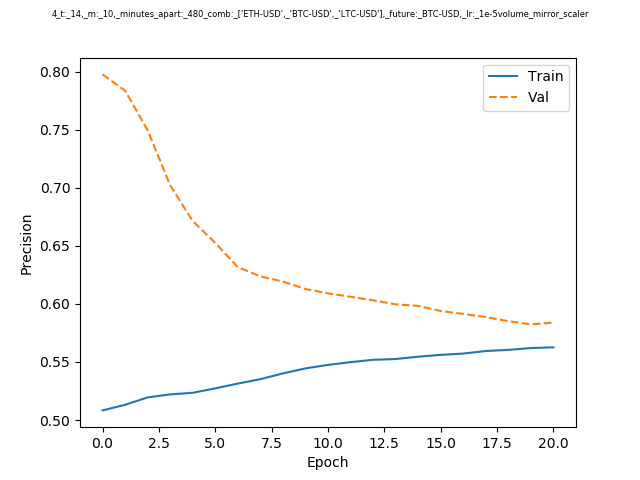 4_t:_14,_m:_10,_minutes_apart:_480_comb:_['ETH-USD',_'BTC-USD',_'LTC-USD'],_future:_BTC-USD,_lr:_1e-5volume_mirror_scaler
Train
Val
0.80
0.75
0.70
0.65
0.60
0.55
0.50
Precision
0.0 2.5 5.0 7.5 10.0 12.5 15.0 17.5 20.0
Epoch